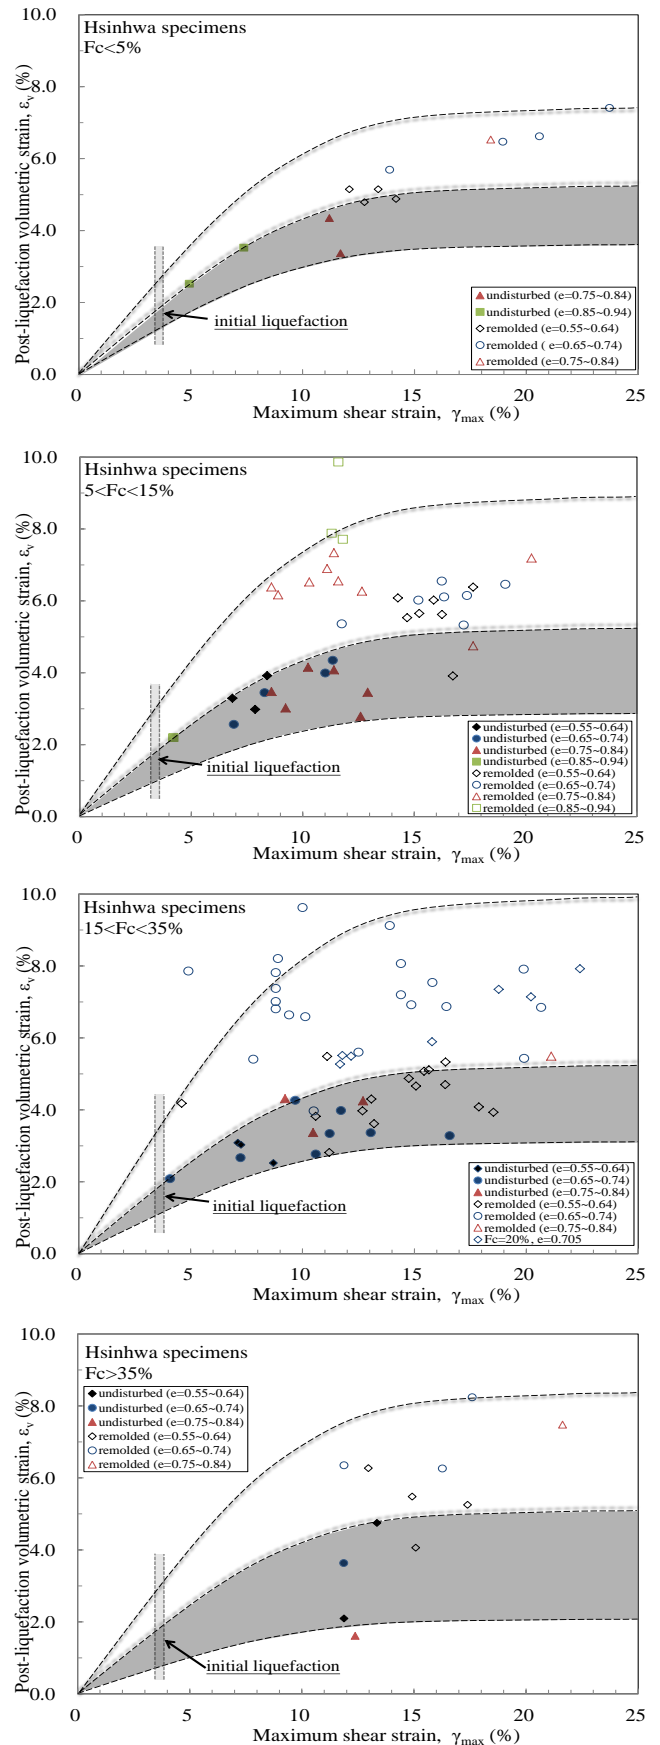 10.0
Hsinhwa specimens
Fc<5%
8.0
6.0
4.0
2.0
0.0
Post-liquefaction volumetric strain, εv (%)
initial liquefaction
undisturbed (e=0.75~0.84)
undisturbed (e=0.85~0.94)
remolded (e=0.55~0.64)
remolded ( e=0.65~0.74)
remolded (e=0.75~0.84)
0 5 10 15 20 25
Maximum shear strain, γmax (%)
10.0
Hsinhwa specimens
5<Fc<15%
8.0
6.0
4.0
2.0
0.0
Post-liquefaction volumetric strain, εv (%)
initial liquefaction
undisturbed (e=0.55~0.64)
undisturbed (e=0.65~0.74)
undisturbed (e=0.75~0.84)
undisturbed (e=0.85~0.94)
remolded (e=0.55~0.64)
remolded (e=0.65~0.74)
remolded (e=0.75~0.84)
remolded (e=0.85~0.94)
0 5 10 15 20 25
Maximum shear strain, γmax (%)
10.0
Hsinhwa specimens
15<Fc<35%
8.0
6.0
4.0
2.0
0.0
Post-liquefaction volumetric strain, εv (%)
initial liquefaction
undisturbed (e=0.55~0.64)
undisturbed (e=0.65~0.74)
undisturbed (e=0.75~0.84)
remolded (e=0.55~0.64)
remolded (e=0.65~0.74)
remolded (e=0.75~0.84)
Fc=20%, e=0.705
0 5 10 15 20 25
Maximum shear strain, γmax (%)
10.0
Hsinhwa specimens
Fc>35%
undisturbed (e=0.55~0.64)
undisturbed (e=0.65~0.74)
undisturbed (e=0.75~0.84)
remolded (e=0.55~0.64)
remolded (e=0.65~0.74)
remolded (e=0.75~0.84)
8.0
6.0
4.0
2.0
0.0
Post-liquefaction volumetric strain, εv (%)
initial liquefaction
0 5 10 15 20 25
Maximum shear strain, γmax (%)